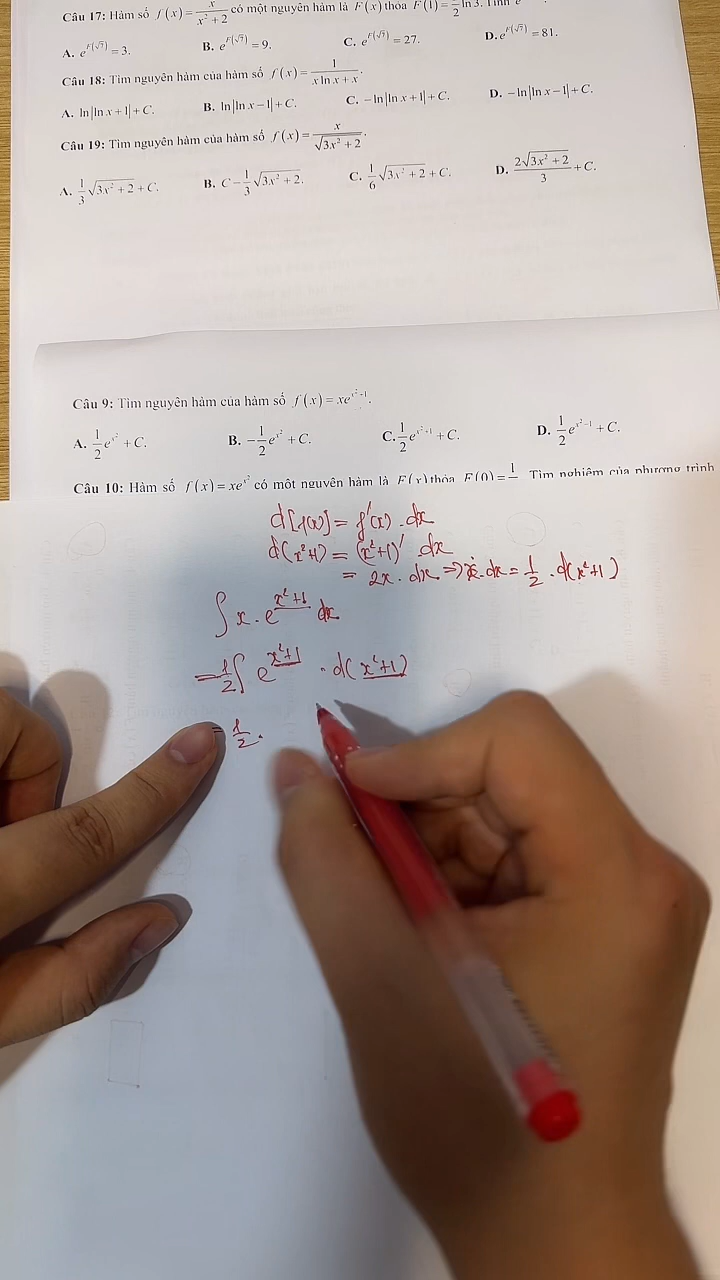 Câu 17: Hàm số f(x) = x/(x² + 2) có một nguyên hàm là F(x) thỏa F(1) = 1/2 ln 3. Tính e
A. e^{F(√7)} = 3. B. e^{F(√7)} = 9. C. e^{F(√7)} = 27. D. e^{F(√7)} = 81.
Câu 18: Tìm nguyên hàm của hàm số f(x) = 1/(x ln x + x).
A. ln|ln x + 1| + C. B. ln|ln x − 1| + C. C. −ln|ln x + 1| + C. D. −ln|ln x − 1| + C.
Câu 19: Tìm nguyên hàm của hàm số f(x) = x/√(3x² + 2).
A. 1/3 √(3x² + 2) + C. B. C − 1/3 √(3x² + 2). C. 1/6 √(3x² + 2) + C. D. 2√(3x² + 2)/3 + C.
Câu 9: Tìm nguyên hàm của hàm số f(x) = xe^{x²+1}.
A. 1/2 e^{x²} + C. B. −1/2 e^{x²} + C. C. 1/2 e^{x²+1} + C. D. 1/2 e^{x²−1} + C.
Câu 10: Hàm số f(x) = xe^{x²} có một nguyên hàm là F(x) thỏa F(0) = 1 Tìm nghiệm của phương trình
d[f(x)] = f'(x) . dx
d(x²+1) = (x²+1)' dx
= 2x . dx ⇒ x . dx = 1/2 . d(x²+1)
∫ x . e^{x²+1} dx
= 1/2 ∫ e^{x²+1} . d(x²+1)
= 1/2 .